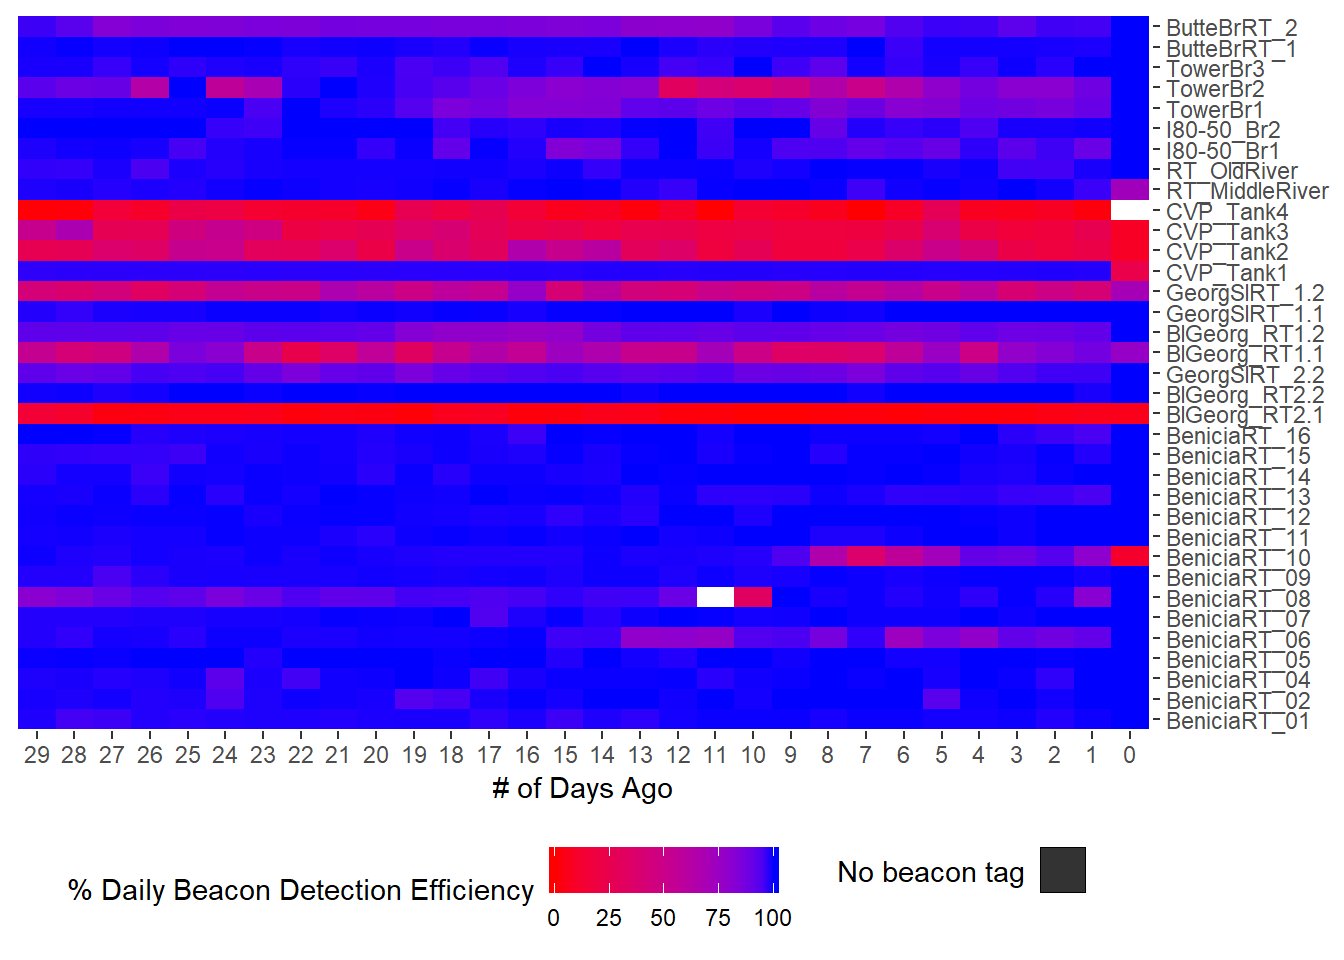 ButteBrRT_2
ButteBrRT_1
TowerBr3
TowerBr2
TowerBr1
I80-50_Br2
I80-50_Br1
RT_OldRiver
RT_MiddleRiver
CVP_Tank4
CVP_Tank3
CVP_Tank2
CVP_Tank1
GeorgSlRT_1.2
GeorgSlRT_1.1
BlGeorg_RT1.2
BlGeorg_RT1.1
GeorgSlRT_2.2
BlGeorg_RT2.2
BlGeorg_RT2.1
BeniciaRT_16
BeniciaRT_15
BeniciaRT_14
BeniciaRT_13
BeniciaRT_12
BeniciaRT_11
BeniciaRT_10
BeniciaRT_09
BeniciaRT_08
BeniciaRT_07
BeniciaRT_06
BeniciaRT_05
BeniciaRT_04
BeniciaRT_02
BeniciaRT_01
29 28 27 26 25 24 23 22 21 20 19 18 17 16 15 14 13 12 11 10 9 8 7 6 5 4 3 2 1 0
# of Days Ago
% Daily Beacon Detection Efficiency
0 25 50 75 100
No beacon tag